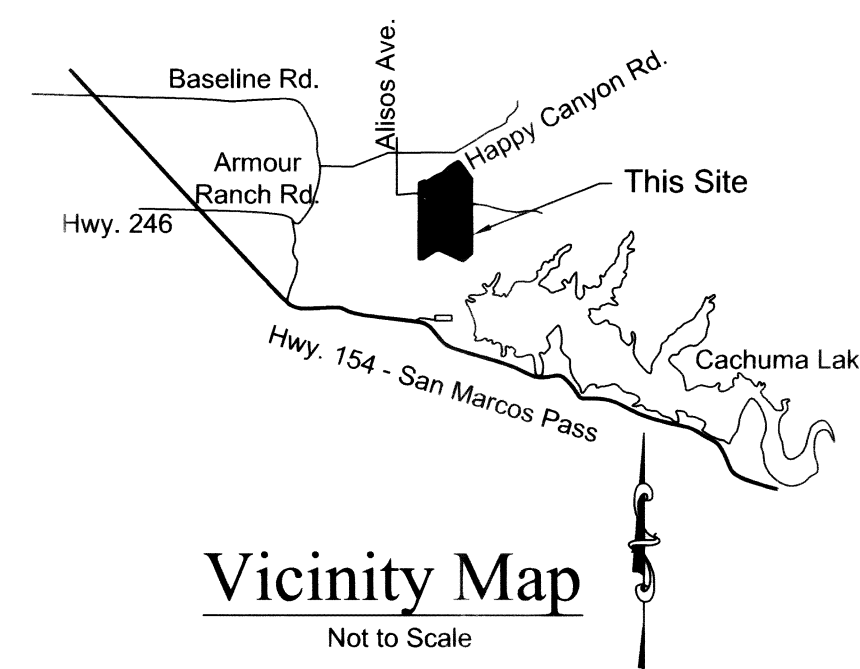 Alisos Ave.
Happy Canyon Rd.
Baseline Rd.
Armour
Ranch Rd.
This Site
Hwy. 246
Hwy. 154 - San Marcos Pass
Cachuma Lak
Vicinity Map
Not to Scale